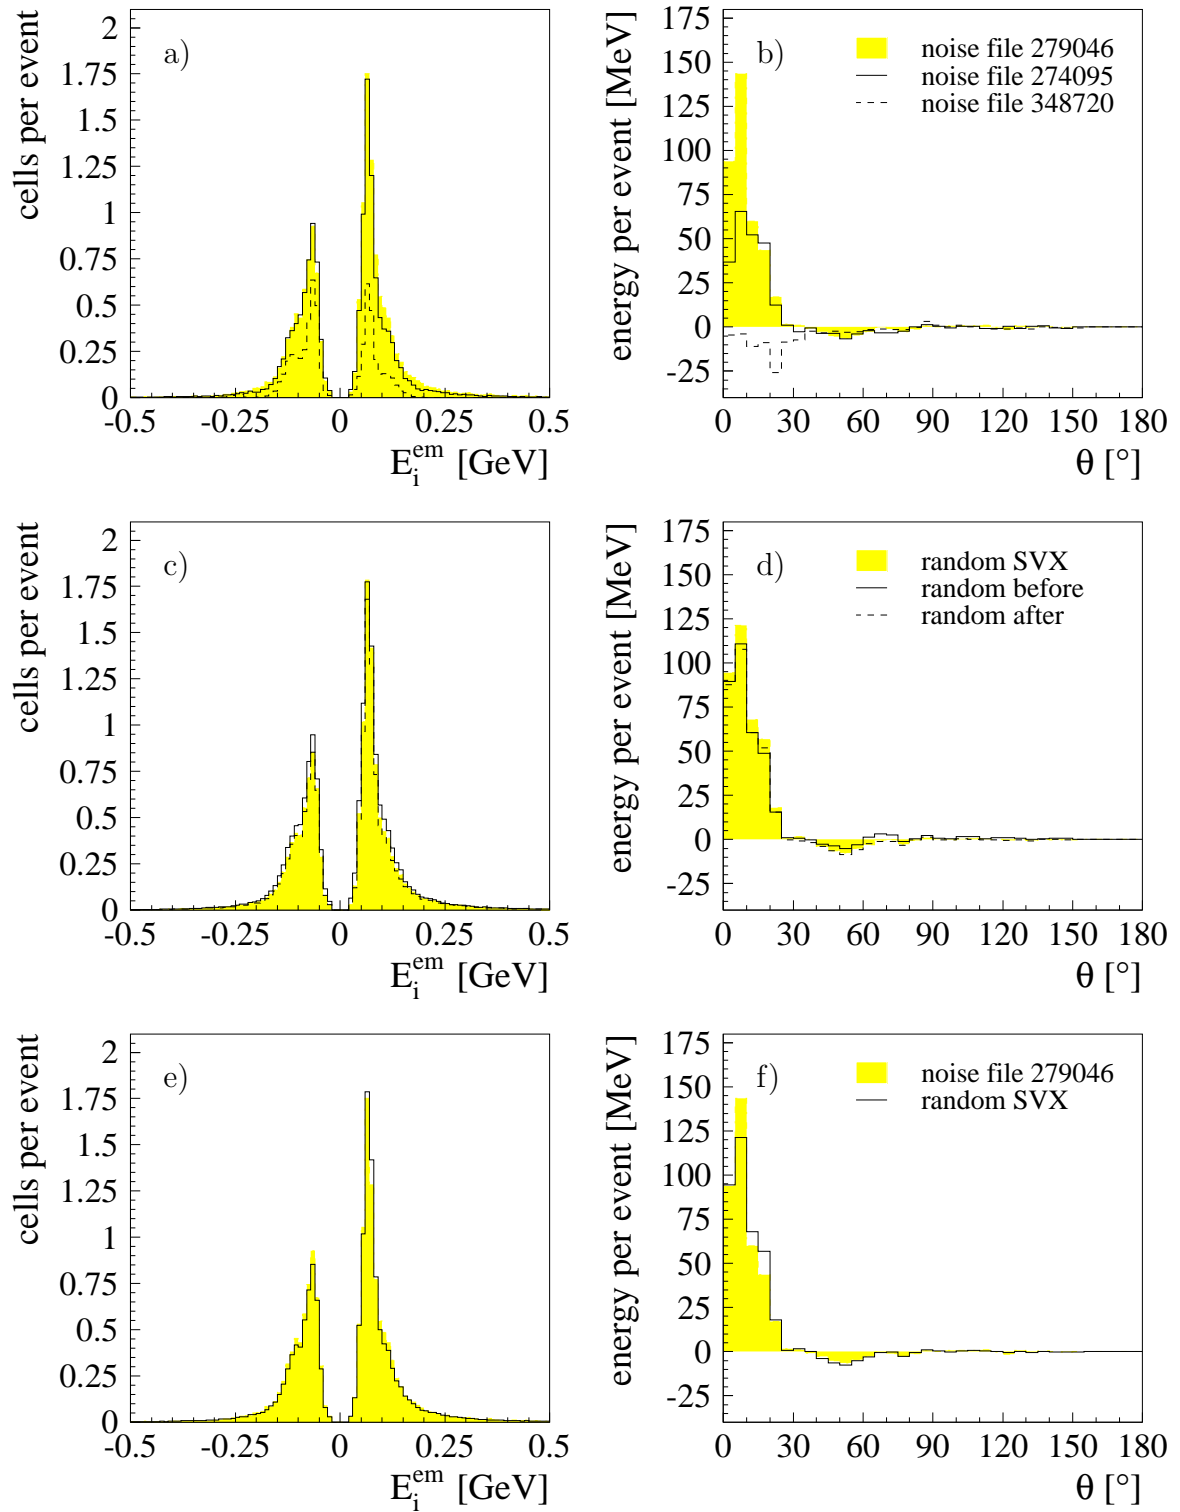 cells per event
a)
2
1.75
1.5
1.25
1
0.75
0.5
0.25
0
-0.5 -0.25 0 0.25 0.5
E_i^em [GeV]
energy per event [MeV]
b)
noise file 279046
noise file 274095
noise file 348720
175
150
125
100
75
50
25
0
-25
0 30 60 90 120 150 180
θ [°]
cells per event
c)
2
1.75
1.5
1.25
1
0.75
0.5
0.25
0
-0.5 -0.25 0 0.25 0.5
E_i^em [GeV]
energy per event [MeV]
d)
random SVX
random before
random after
175
150
125
100
75
50
25
0
-25
0 30 60 90 120 150 180
θ [°]
cells per event
e)
2
1.75
1.5
1.25
1
0.75
0.5
0.25
0
-0.5 -0.25 0 0.25 0.5
E_i^em [GeV]
energy per event [MeV]
f)
noise file 279046
random SVX
175
150
125
100
75
50
25
0
-25
0 30 60 90 120 150 180
θ [°]